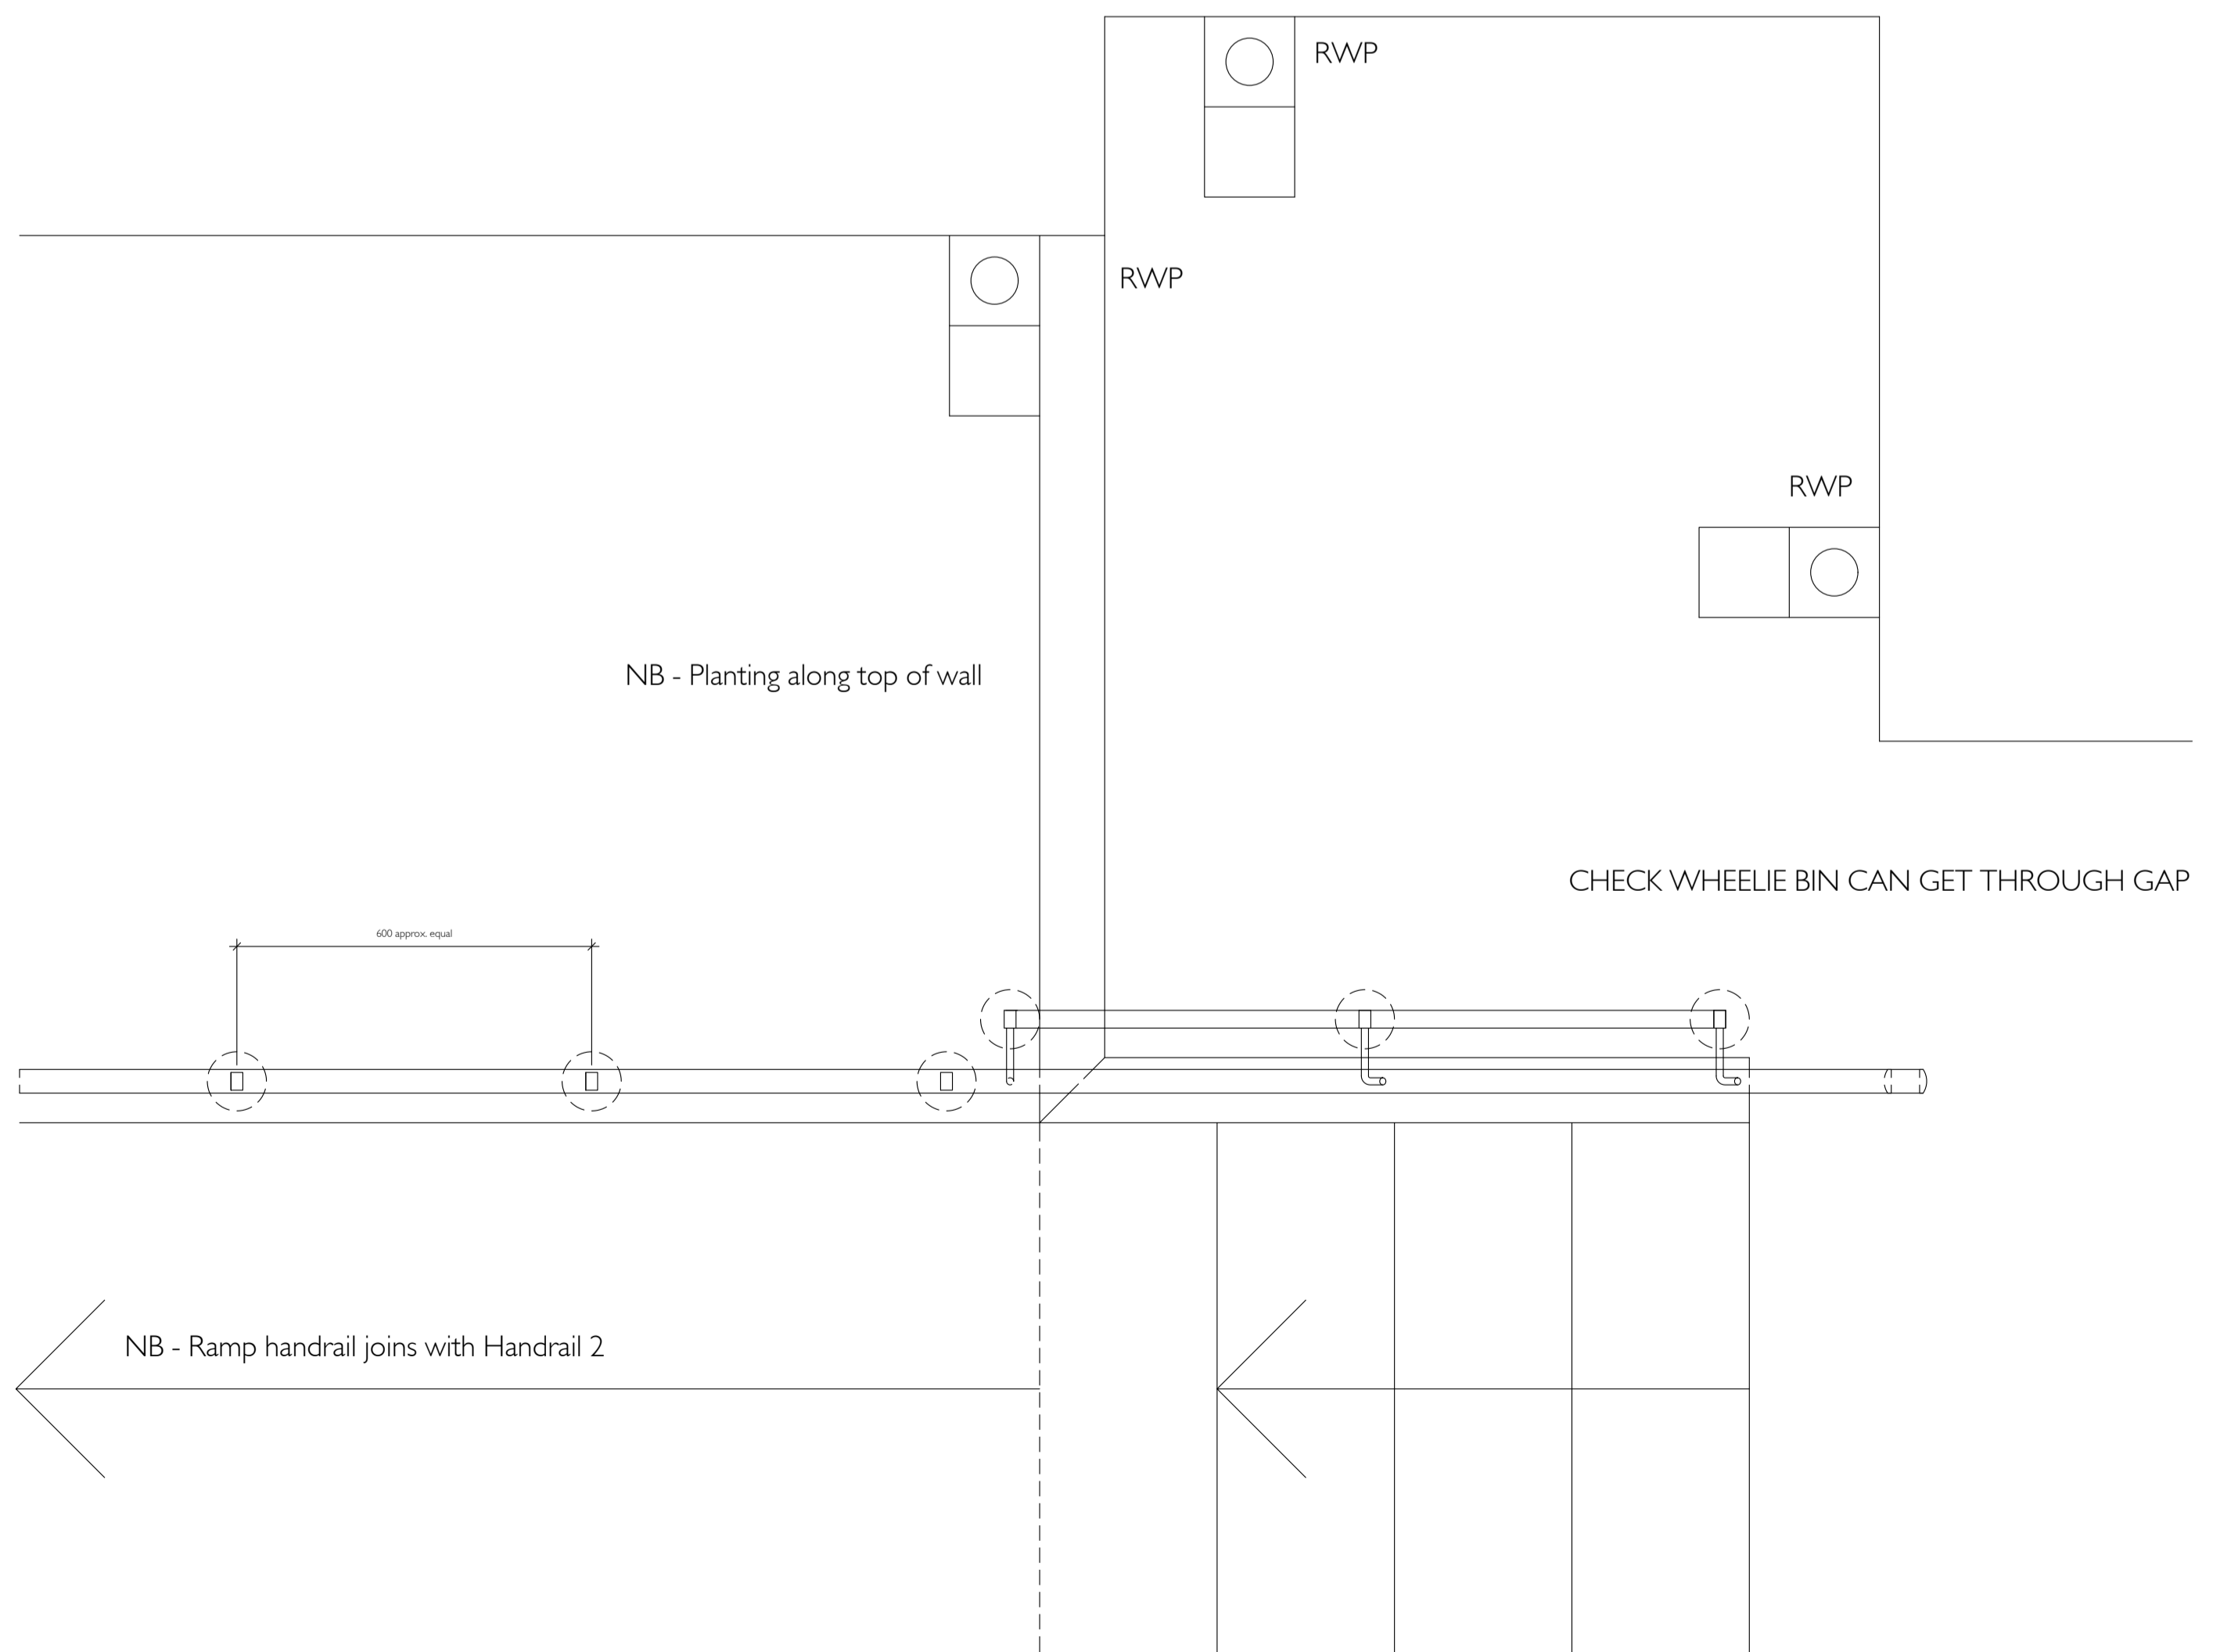 RWP
RWP
RWP
NB - Planting along top of wall
CHECK WHEELIE BIN CAN GET THROUGH GAP
600 approx. equal
NB - Ramp handrail joins with Handrail 2